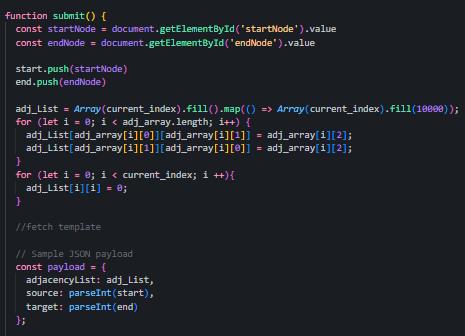 function submit() {
const startNode = document.getElementById('startNode').value
const endNode = document.getElementById('endNode').value
start.push(startNode)
end.push(endNode)
adj_List = Array(current_index).fill().map(() => Array(current_index).fill(10000));
for (let i = 0; i < adj_array.length; i++) {
adj_List[adj_array[i][0]][adj_array[i][1]] = adj_array[i][2];
adj_List[adj_array[i][1]][adj_array[i][0]] = adj_array[i][2];
}
for (let i = 0; i < current_index; i ++){
adj_List[i][i] = 0;
}
//fetch template
// Sample JSON payload
const payload = {
adjacencyList: adj_List,
source: parseInt(start),
target: parseInt(end)
};